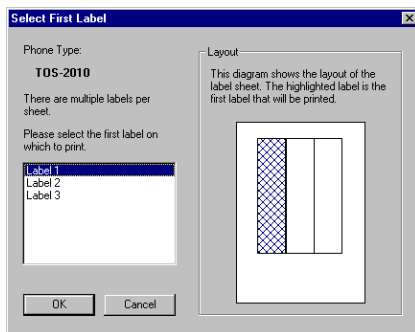 Select First Label
Phone Type:
TOS-2010
There are multiple labels per
sheet.
Please select the first label on
which to print.
Label 1
Label 2
Label 3
OK
Cancel
Layout
This diagram shows the layout of the
label sheet. The highlighted label is the
first label that will be printed.